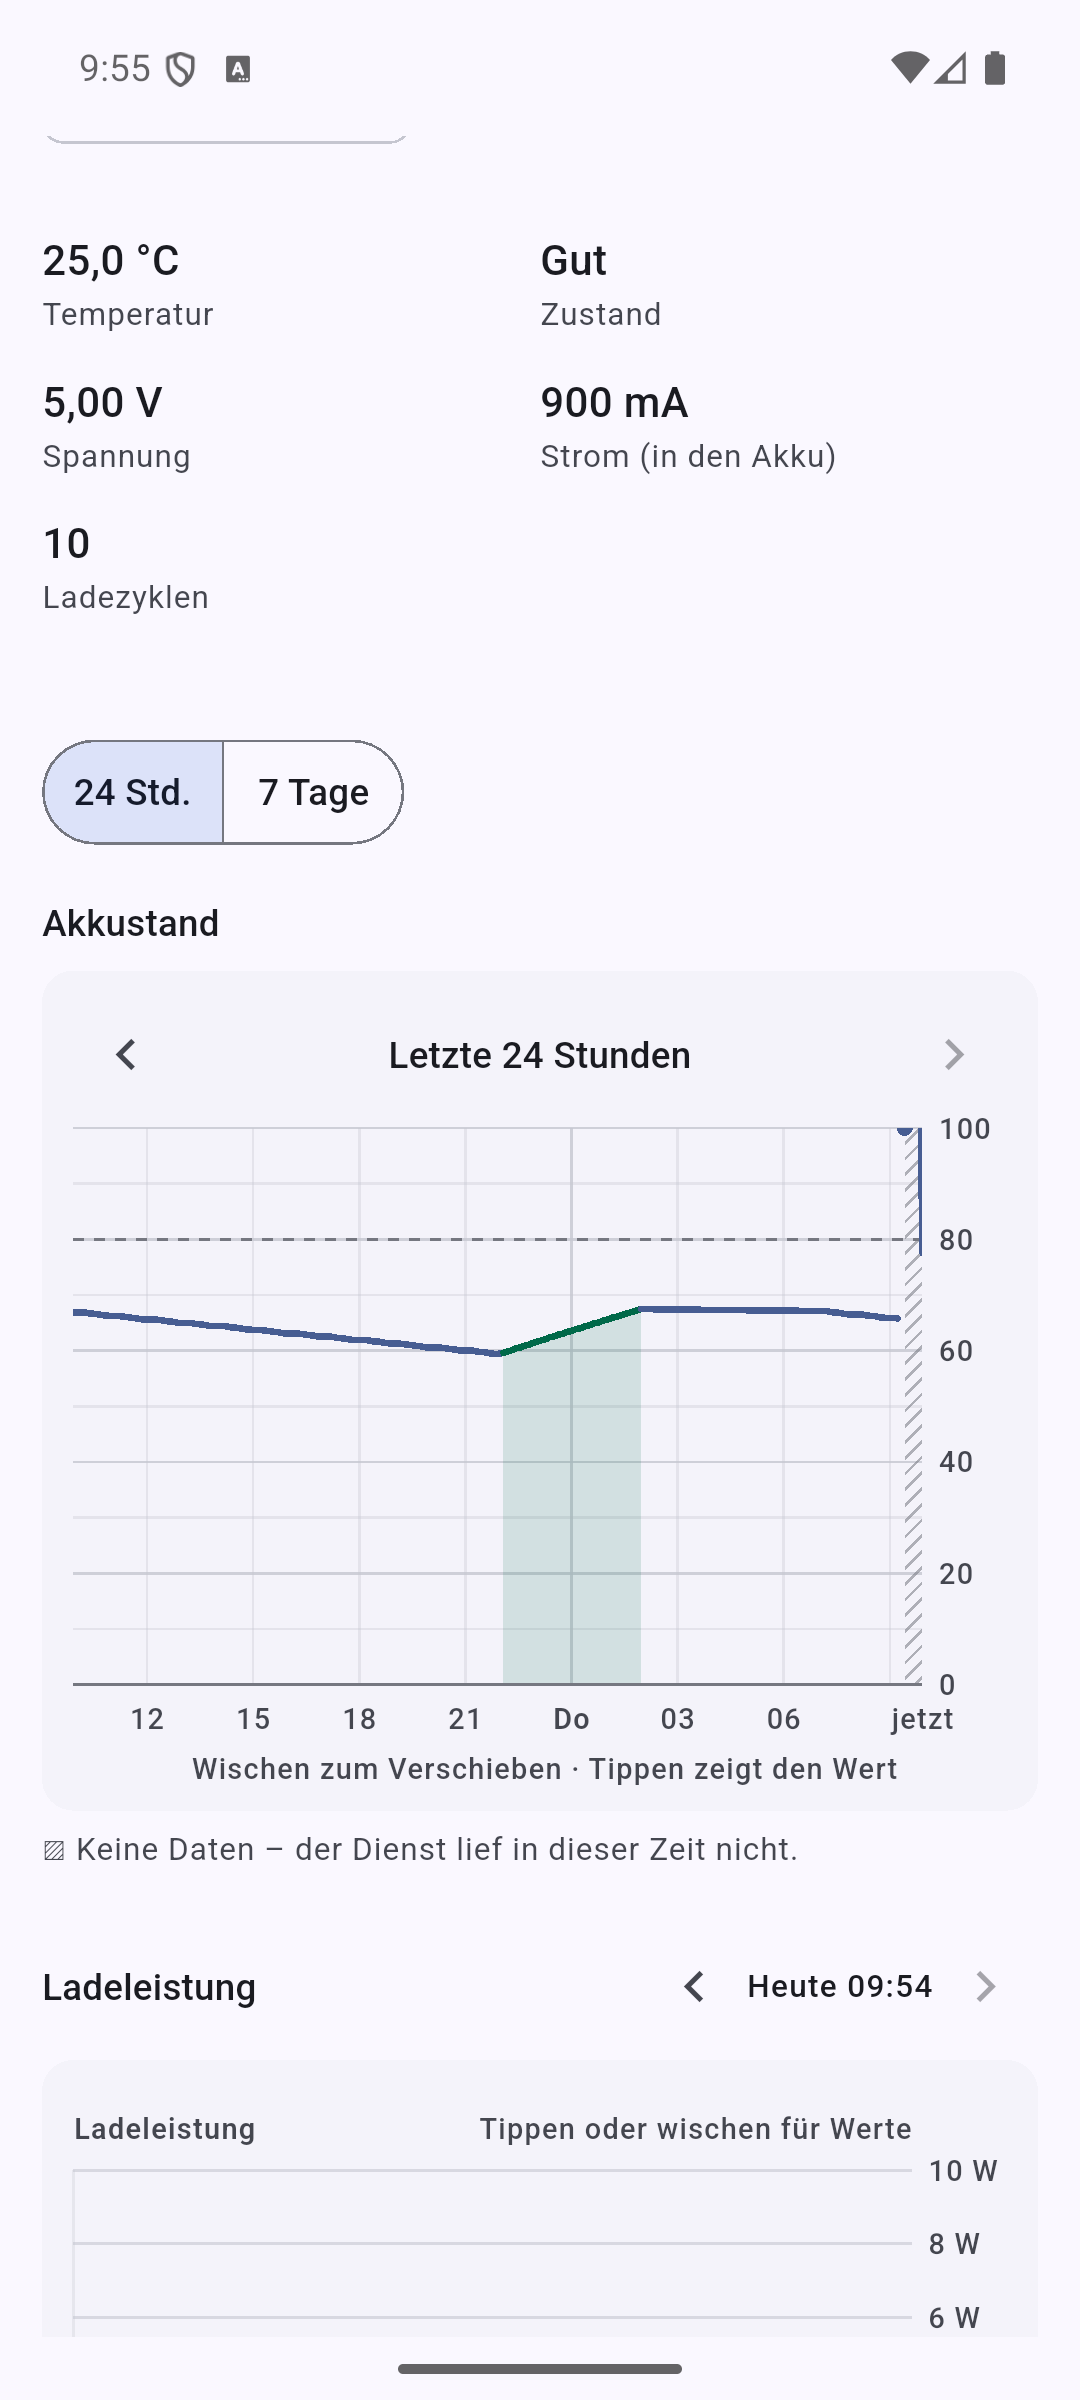 9:55
25,0 °C
Gut
Temperatur
Zustand
5,00 V
900 mA
Spannung
Strom (in den Akku)
10
Ladezyklen
24 Std.
7 Tage
Akkustand
Letzte 24 Stunden
100
80
60
40
20
0
12 15 18 21 Do 03 06 jetzt
Wischen zum Verschieben · Tippen zeigt den Wert
Keine Daten – der Dienst lief in dieser Zeit nicht.
Ladeleistung
Heute 09:54
Ladeleistung
Tippen oder wischen für Werte
10 W
8 W
6 W